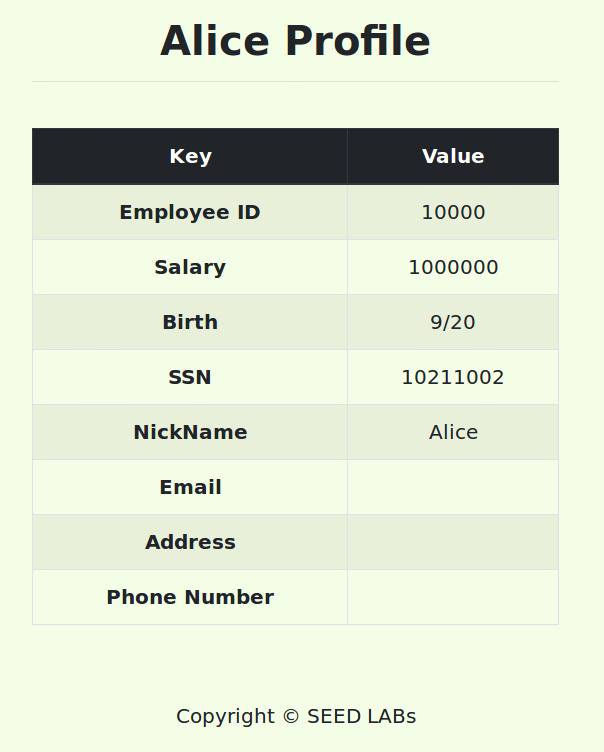 Alice Profile
Key Value
Employee ID 10000
Salary 1000000
Birth 9/20
SSN 10211002
NickName Alice
Email
Address
Phone Number
Copyright © SEED LABs